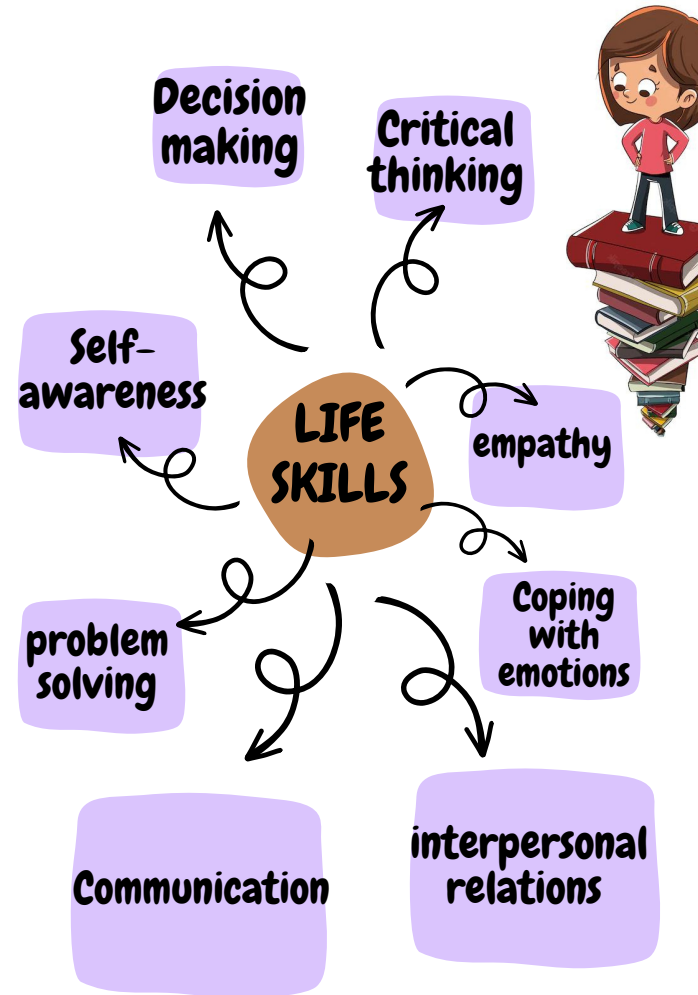 Decision
making
Critical
thinking
Self-
awareness
LIFE
SKILLS
empathy
Coping
with
emotions
problem
solving
Communication
interpersonal
relations